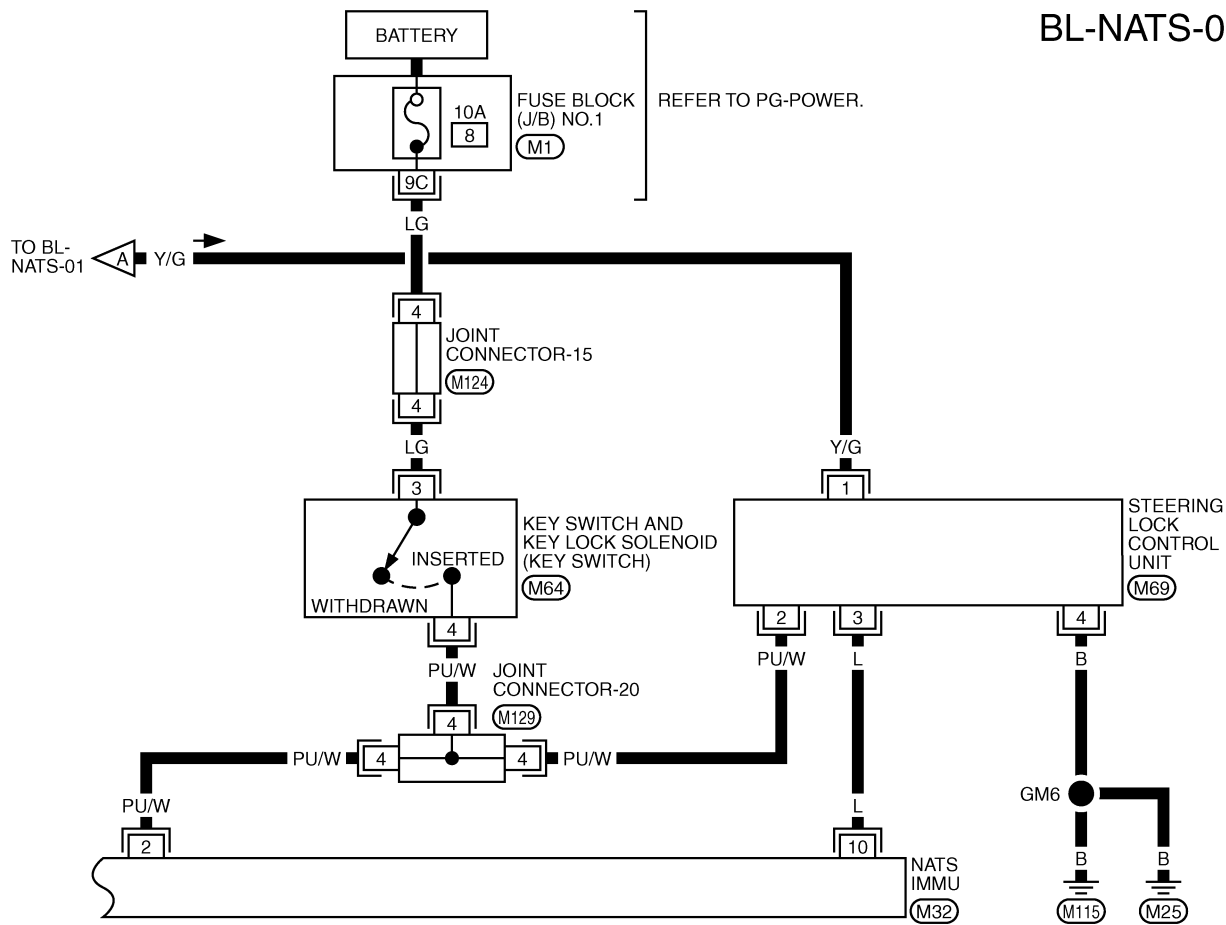 BL-NATS-0
BATTERY
10A
8
FUSE BLOCK
(J/B) NO.1
M1
REFER TO PG-POWER.
9C
LG
TO BL-
NATS-01
A
Y/G
4
JOINT
CONNECTOR-15
M124
4
LG
Y/G
3
1
KEY SWITCH AND
KEY LOCK SOLENOID
(KEY SWITCH)
M64
INSERTED
WITHDRAWN
STEERING
LOCK
CONTROL
UNIT
M69
4
2
3
4
PU/W
PU/W
L
B
JOINT
CONNECTOR-20
M129
4
PU/W
4
4
PU/W
GM6
PU/W
L
2
10
B
B
NATS
IMMU
M32
M115
M25